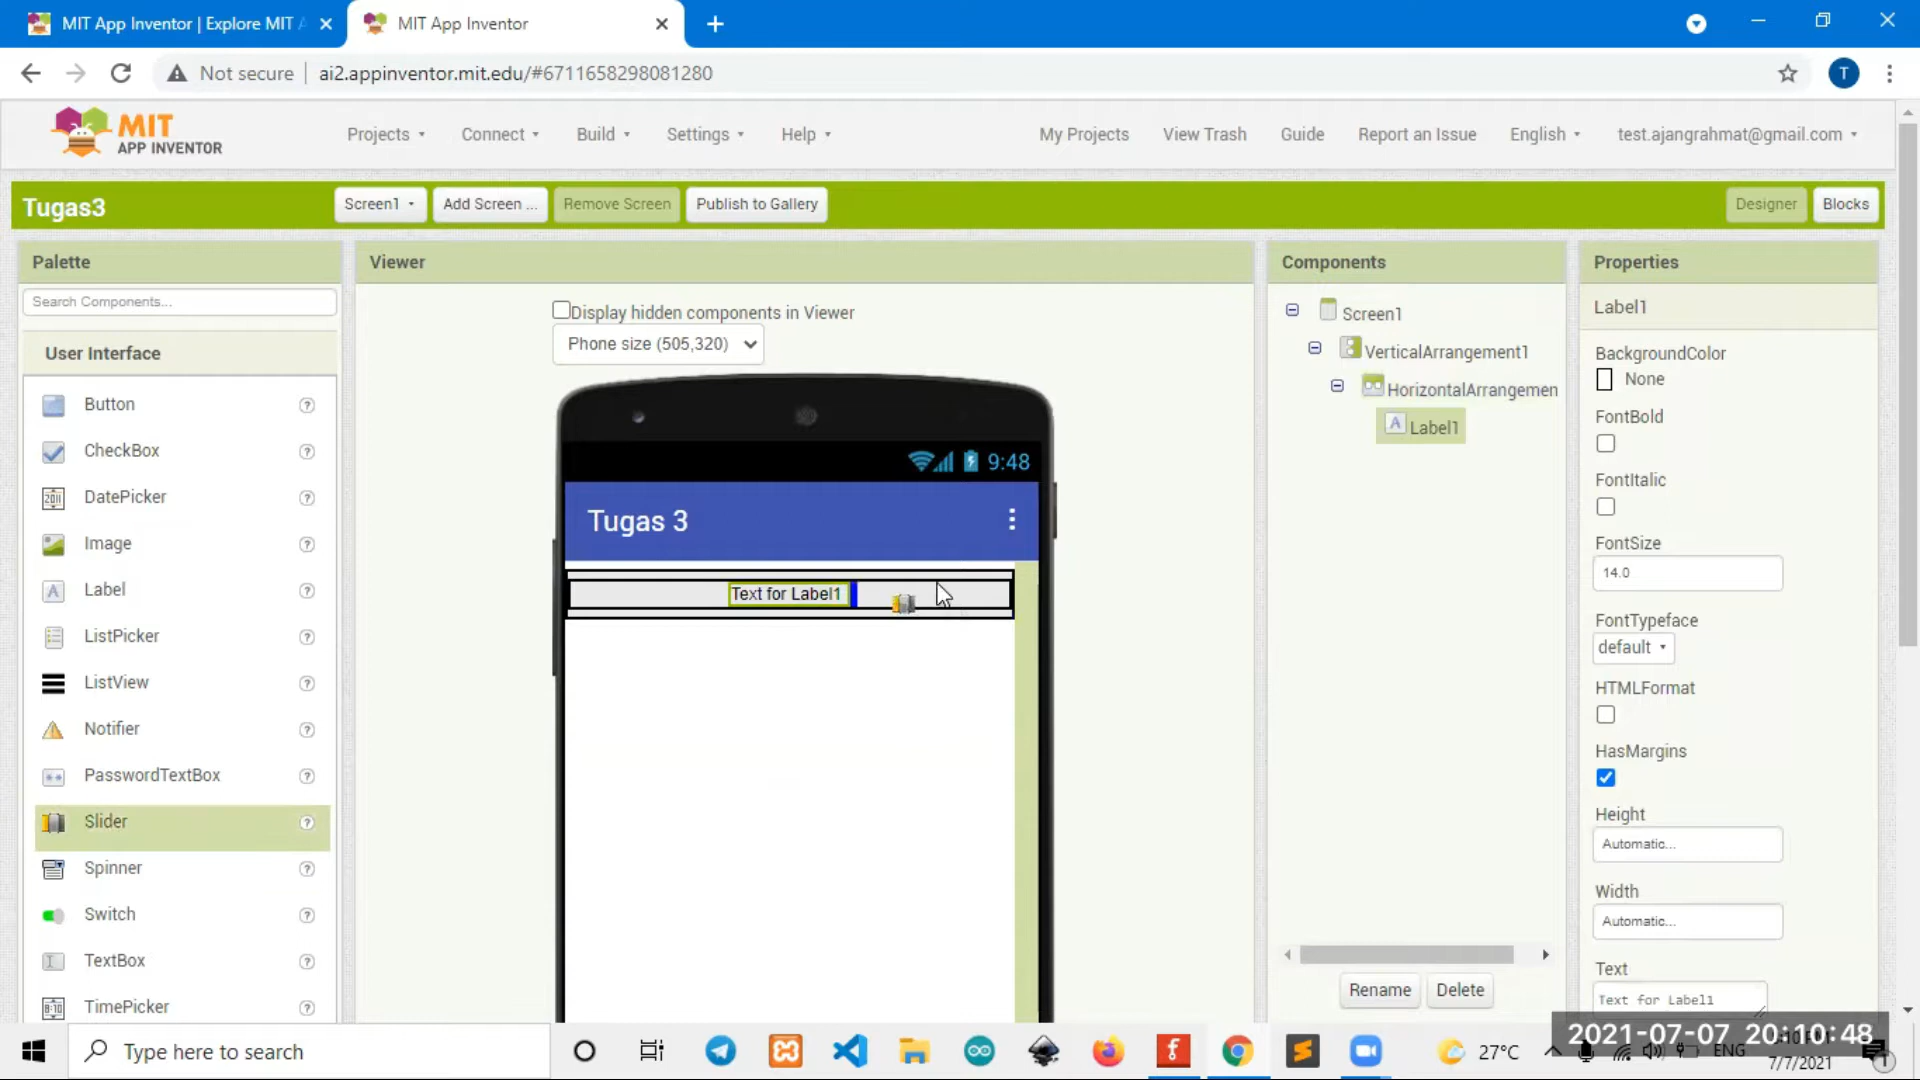 MIT App Inventor | Explore MIT A
MIT App Inventor
Not secure
ai2.appinventor.mit.edu/#6711658298081280
T
MIT
APP INVENTOR
Projects
Connect
Build
Settings
Help
My Projects
View Trash
Guide
Report an Issue
English
test.ajangrahmat@gmail.com
Tugas3
Screen1
Add Screen ...
Remove Screen
Publish to Gallery
Designer
Blocks
Palette
Viewer
Components
Properties
Search Components...
User Interface
Button
CheckBox
DatePicker
Image
Label
ListPicker
ListView
Notifier
PasswordTextBox
Slider
Spinner
Switch
TextBox
TimePicker
Display hidden components in Viewer
Phone size (505,320)
9:48
Tugas 3
Text for Label1
Screen1
VerticalArrangement1
HorizontalArrangemen
Label1
Rename
Delete
Label1
BackgroundColor
None
FontBold
FontItalic
FontSize
14.0
FontTypeface
default
HTMLFormat
HasMargins
Height
Automatic...
Width
Automatic...
Text
Text for Label1
Type here to search
27°C
ENG
7/7/2021
1
2021-07-07 20:10:48